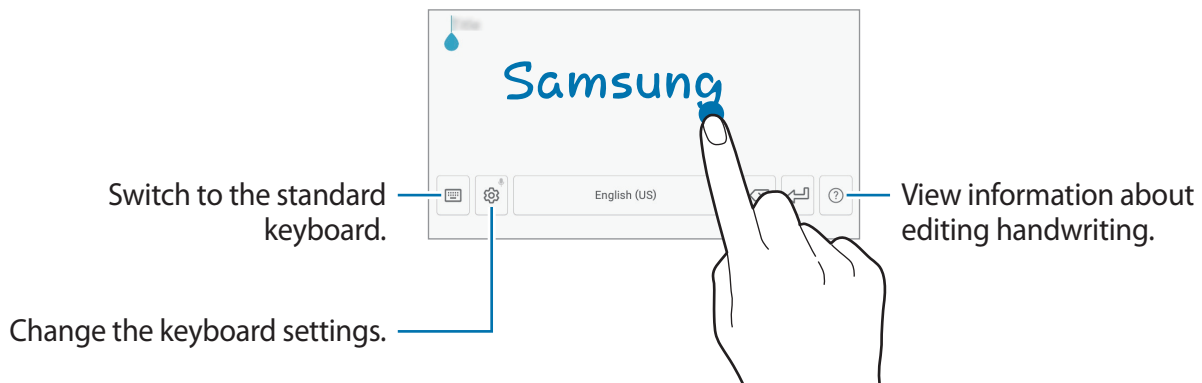 Samsung
English (US)
Switch to the standard
keyboard.
View information about
editing handwriting.
Change the keyboard settings.